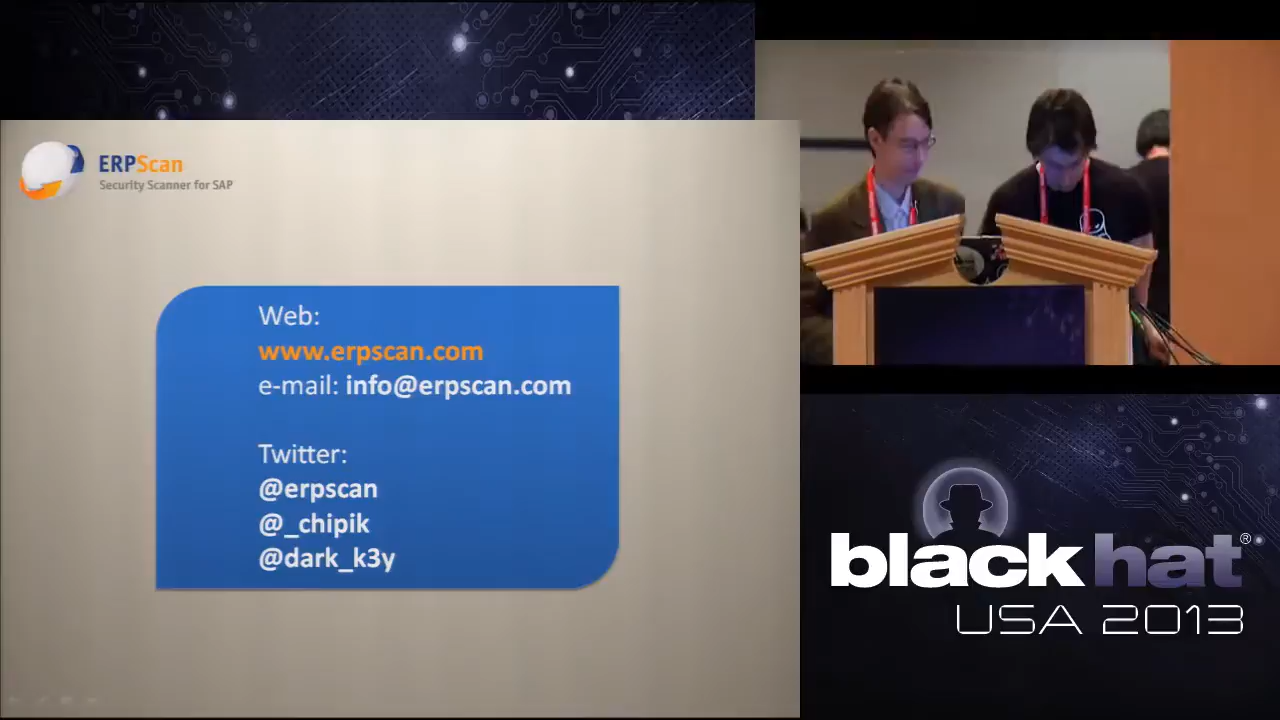 ERPScan
Security Scanner for SAP
Web:
www.erpscan.com
e-mail: info@erpscan.com
Twitter:
@erpscan
@_chipik
@dark_k3y
black hat®
USA 2013